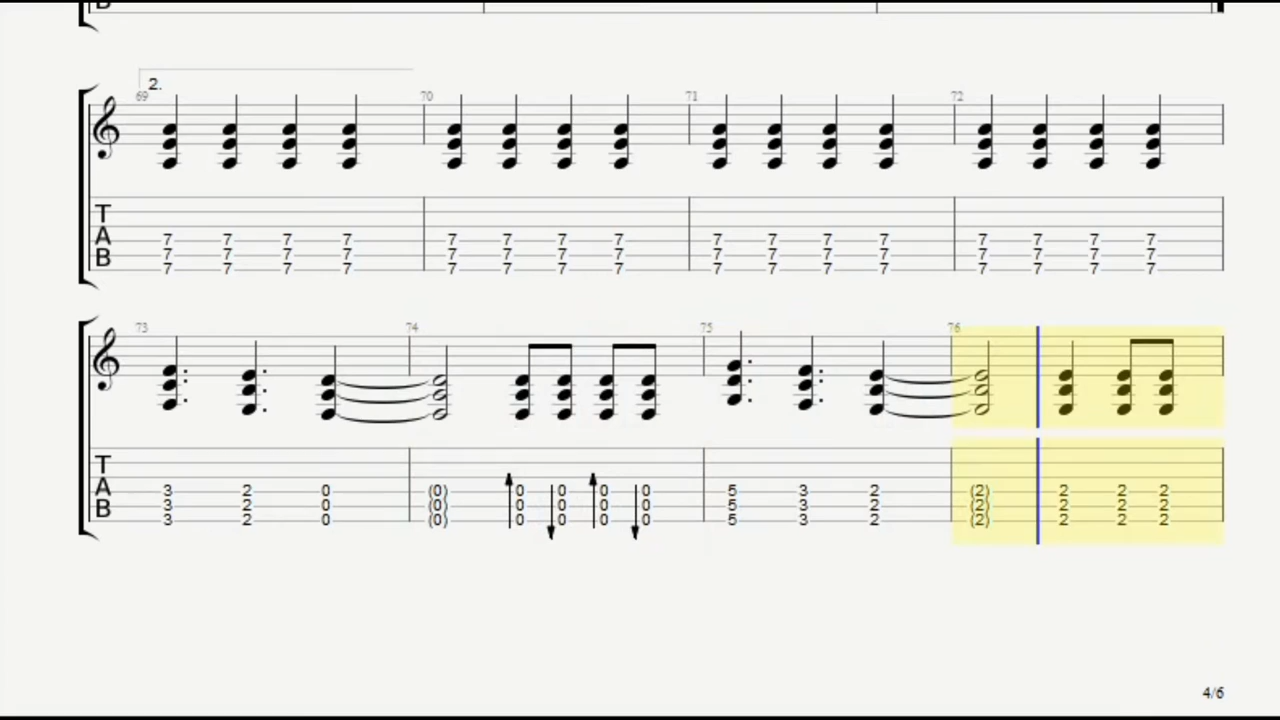 B
2.
69 70 71 72
T
A 7 7 7 7 7 7 7 7 7 7 7 7 7 7 7 7
B 7 7 7 7 7 7 7 7 7 7 7 7 7 7 7 7
7 7 7 7 7 7 7 7 7 7 7 7 7 7 7 7
73 74 75 76
T
A 3 2 0 (0) 0 0 0 0 5 3 2 (2) 2 2 2
B 3 2 0 (0) 0 0 0 0 5 3 2 (2) 2 2 2
3 2 0 (0) 0 0 0 0 5 3 2 (2) 2 2 2
4/6